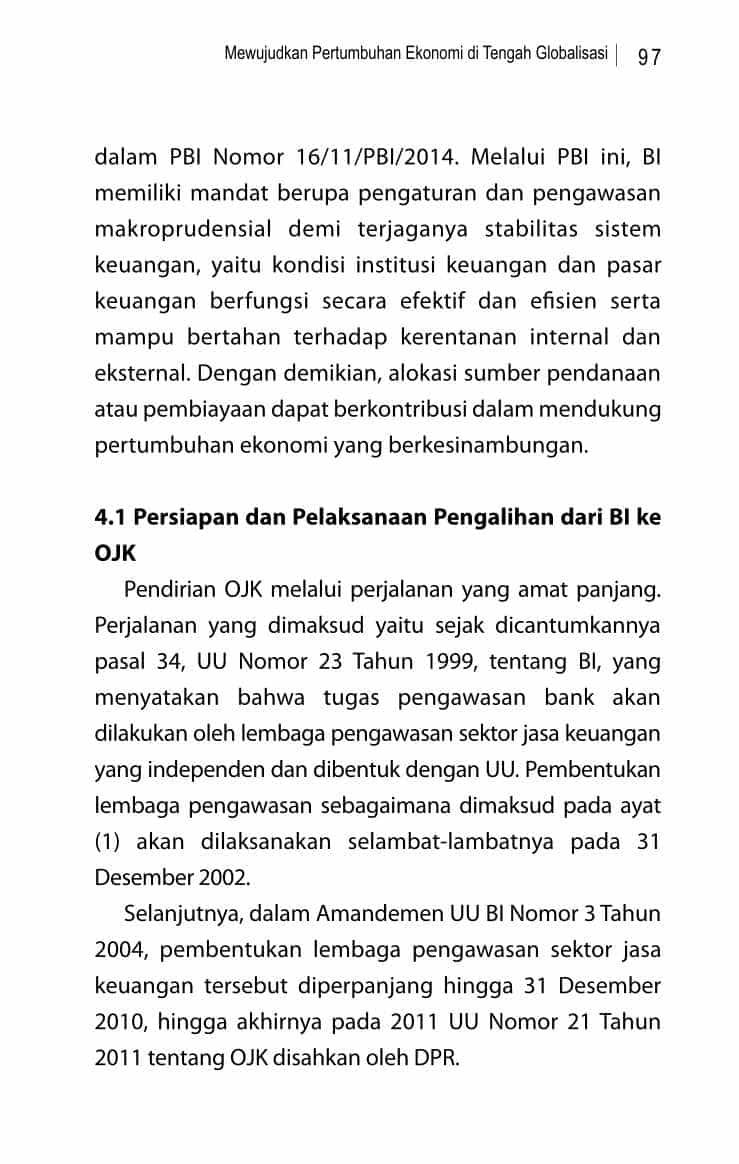 Mewujudkan Pertumbuhan Ekonomi di Tengah Globalisasi | 97
dalam PBI Nomor 16/11/PBI/2014. Melalui PBI ini, BI
memiliki mandat berupa pengaturan dan pengawasan
makroprudensial demi terjaganya stabilitas sistem
keuangan, yaitu kondisi institusi keuangan dan pasar
keuangan berfungsi secara efektif dan efisien serta
mampu bertahan terhadap kerentanan internal dan
eksternal. Dengan demikian, alokasi sumber pendanaan
atau pembiayaan dapat berkontribusi dalam mendukung
pertumbuhan ekonomi yang berkesinambungan.
4.1 Persiapan dan Pelaksanaan Pengalihan dari BI ke
OJK
Pendirian OJK melalui perjalanan yang amat panjang.
Perjalanan yang dimaksud yaitu sejak dicantumkannya
pasal 34, UU Nomor 23 Tahun 1999, tentang BI, yang
menyatakan bahwa tugas pengawasan bank akan
dilakukan oleh lembaga pengawasan sektor jasa keuangan
yang independen dan dibentuk dengan UU. Pembentukan
lembaga pengawasan sebagaimana dimaksud pada ayat
(1) akan dilaksanakan selambat-lambatnya pada 31
Desember 2002.
Selanjutnya, dalam Amandemen UU BI Nomor 3 Tahun
2004, pembentukan lembaga pengawasan sektor jasa
keuangan tersebut diperpanjang hingga 31 Desember
2010, hingga akhirnya pada 2011 UU Nomor 21 Tahun
2011 tentang OJK disahkan oleh DPR.